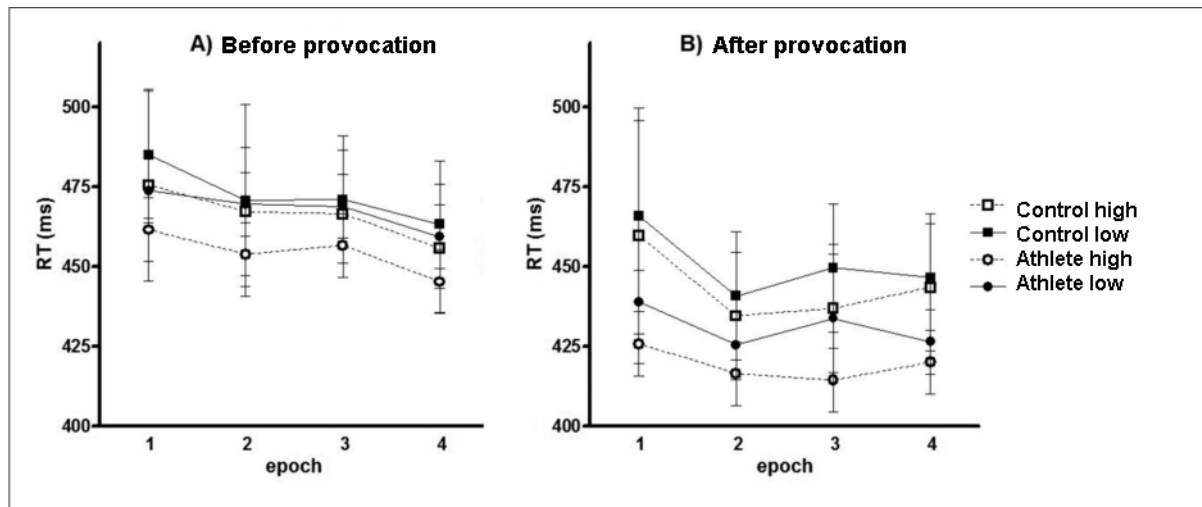 A) Before provocation
500
475
450
425
400
RT (ms)
1 2 3 4
epoch
B) After provocation
500
475
450
425
400
RT (ms)
1 2 3 4
epoch
Control high
Control low
Athlete high
Athlete low